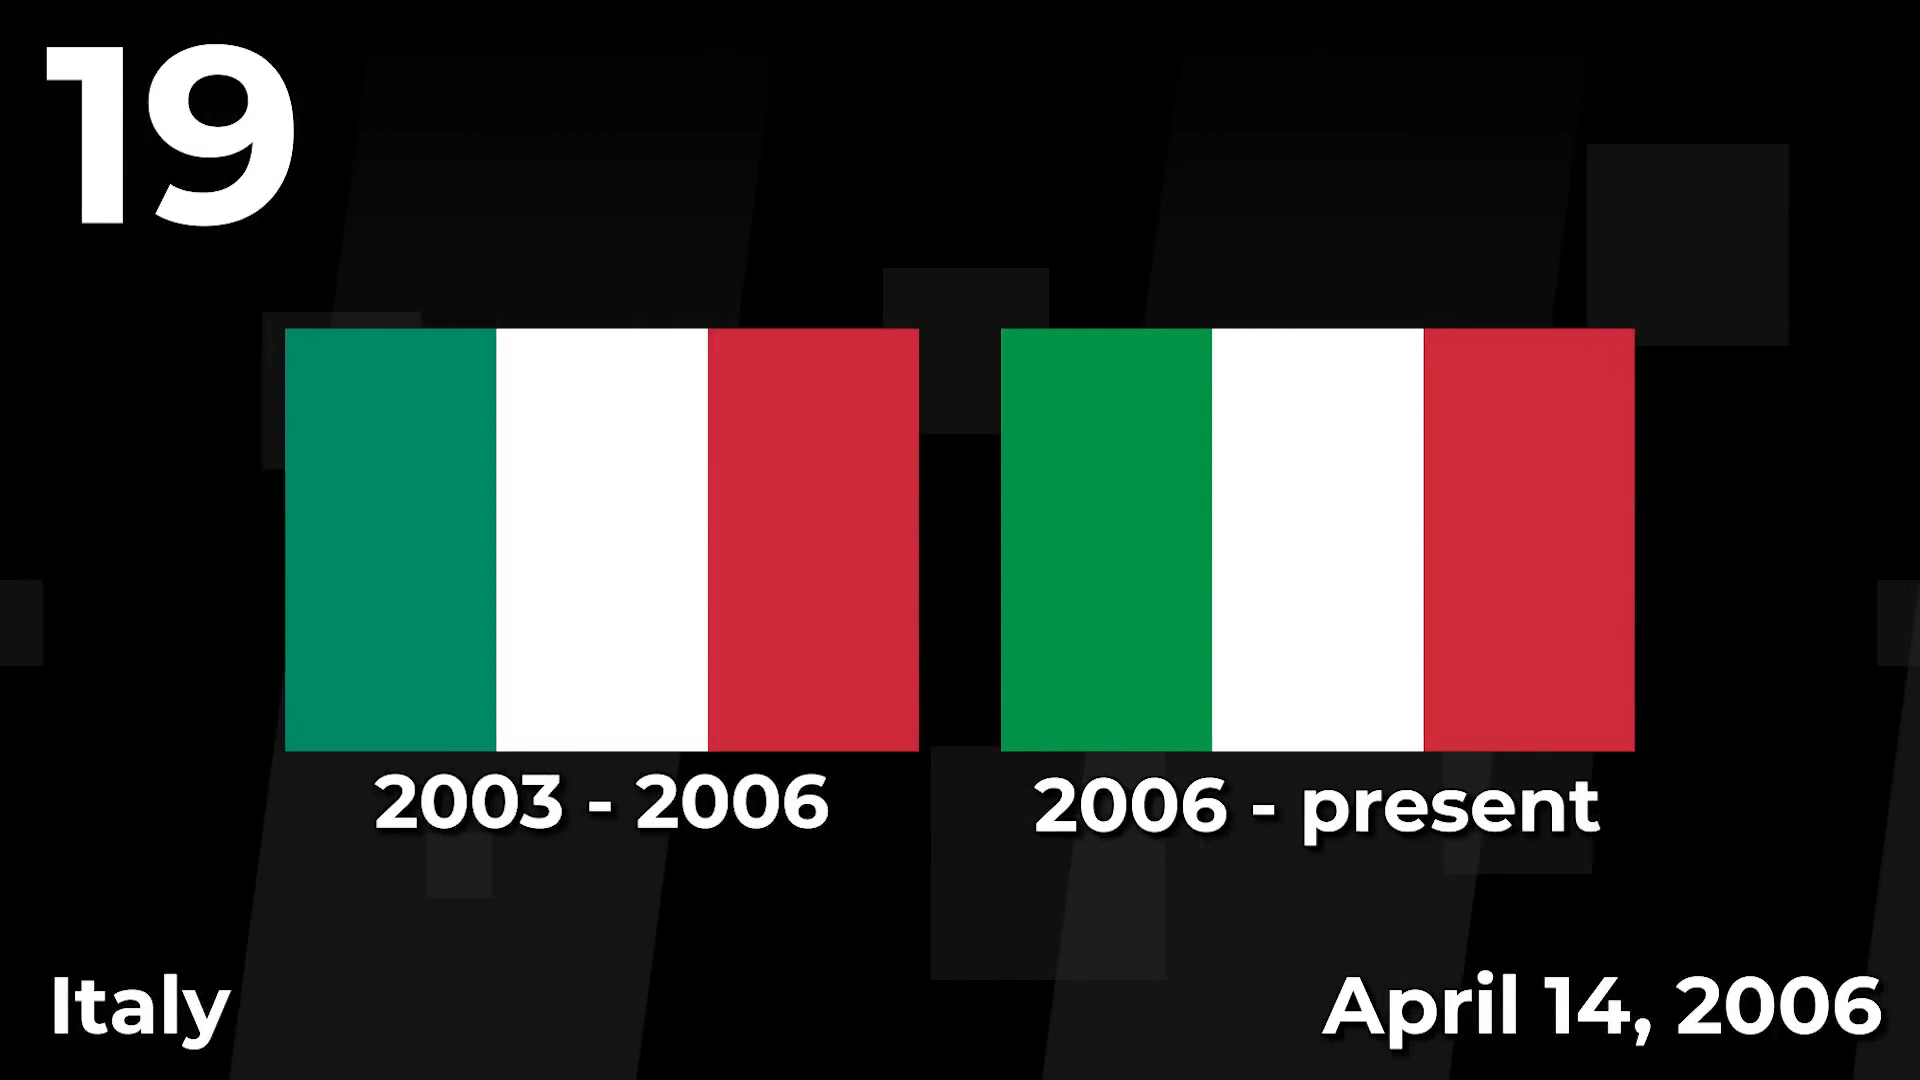 19
2003 - 2006
2006 - present
Italy
April 14, 2006